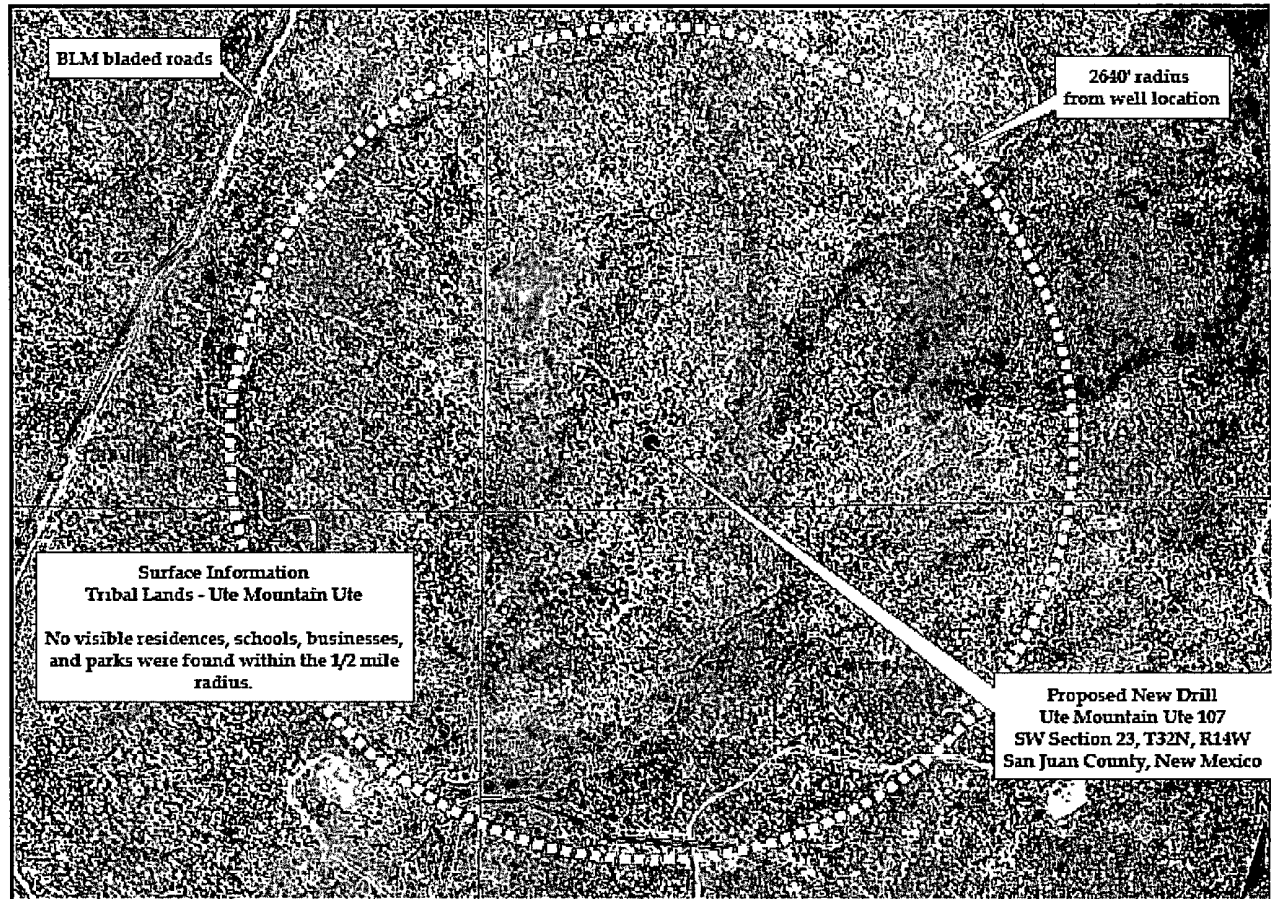 BLM bladed roads
2640' radius
from well location
22
Surface Information
Tribal Lands - Ute Mountain Ute
No visible residences, schools, businesses,
and parks were found within the 1/2 mile
radius.
Proposed New Drill
Ute Mountain Ute 107
SW Section 23, T32N, R14W
San Juan County, New Mexico